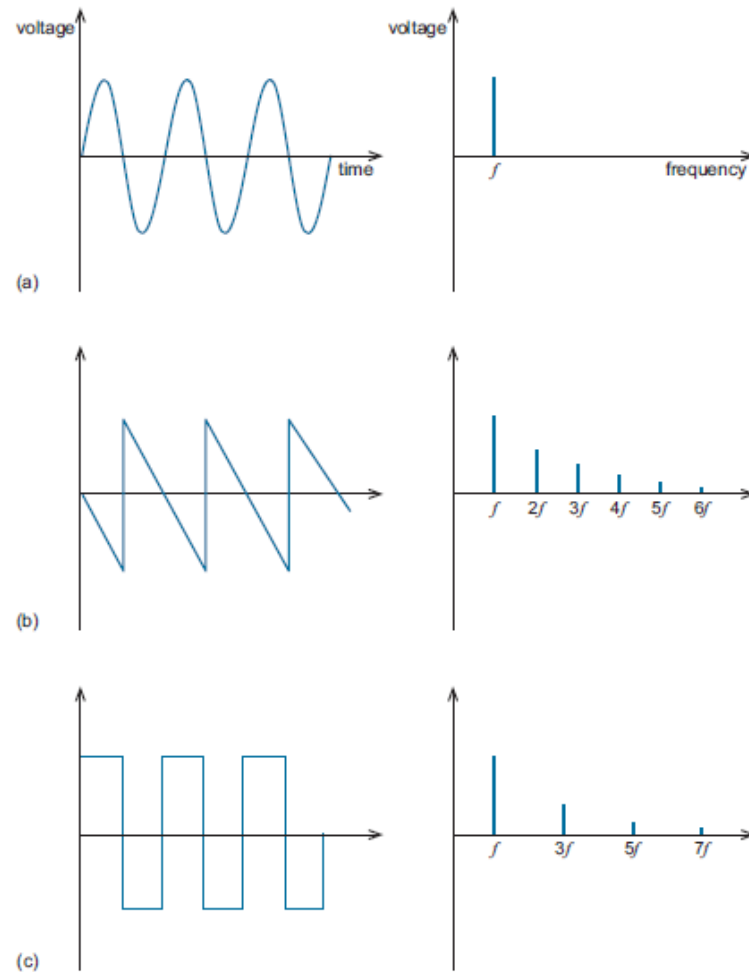 voltage
voltage
time
f
frequency
(a)
f 2f 3f 4f 5f 6f
(b)
f 3f 5f 7f
(c)